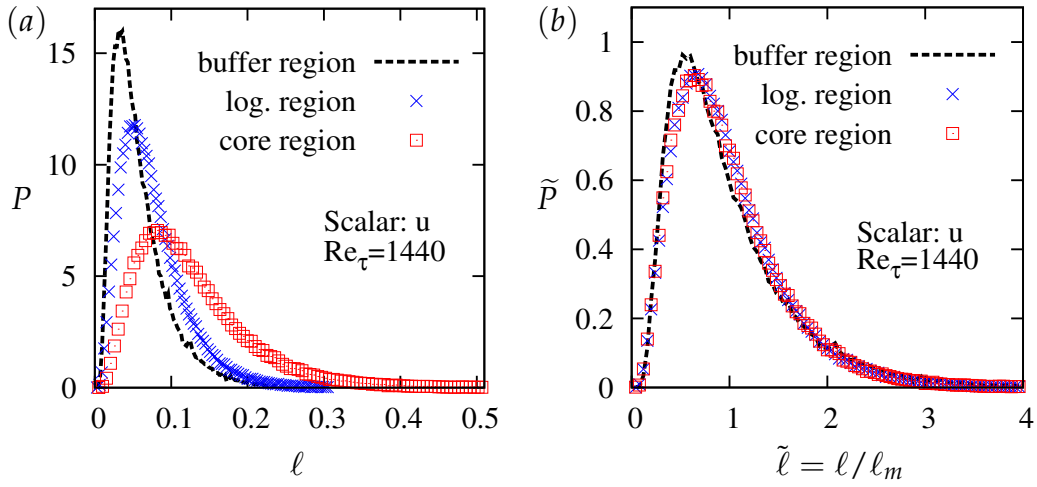 (a)
15
10
5
0
P
buffer region
log. region
core region
Scalar: u
Re_τ=1440
0 0.1 0.2 0.3 0.4 0.5
ℓ
(b)
1
0.8
0.6
0.4
0.2
0
P̃
buffer region
log. region
core region
Scalar: u
Re_τ=1440
0 1 2 3 4
ℓ̃ = ℓ/ℓ_m